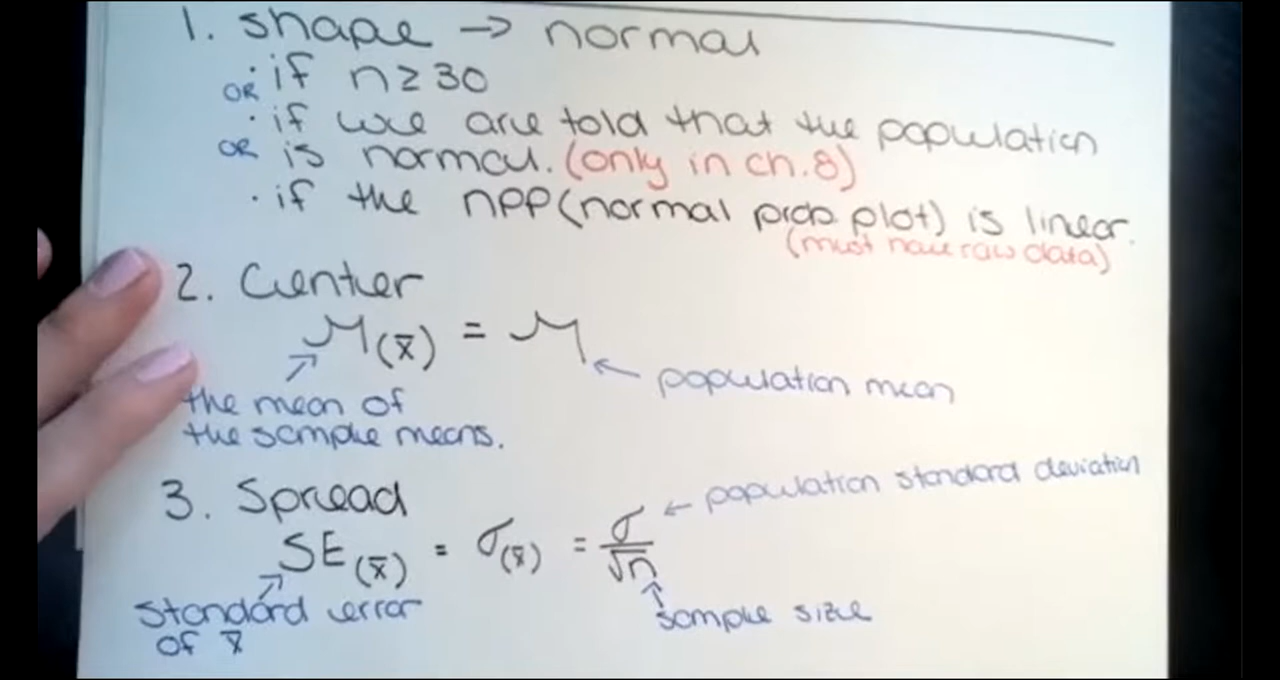 1. Shape → normal
OR · if n ≥ 30
· if we are told that the population
OR is normal. (only in ch.8)
· if the npp (normal prob plot) is linear.
(must have raw data)
2. Center
μ(x̄) = μ
← population mean
the mean of
the sample means.
3. Spread
← population standard deviation
SE(x̄) = σ(x̄) = σ/√n
standard error
of x̄
sample size